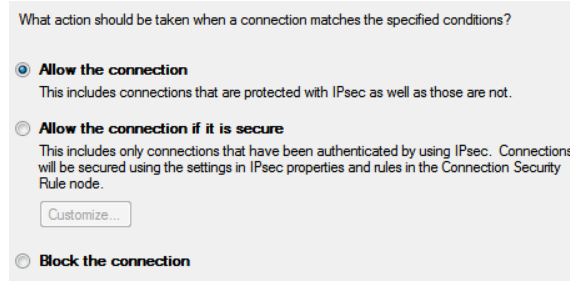 What action should be taken when a connection matches the specified conditions?
Allow the connection
This includes connections that are protected with IPsec as well as those are not.
Allow the connection if it is secure
This includes only connections that have been authenticated by using IPsec. Connections
will be secured using the settings in IPsec properties and rules in the Connection Security
Rule node.
Customize...
Block the connection